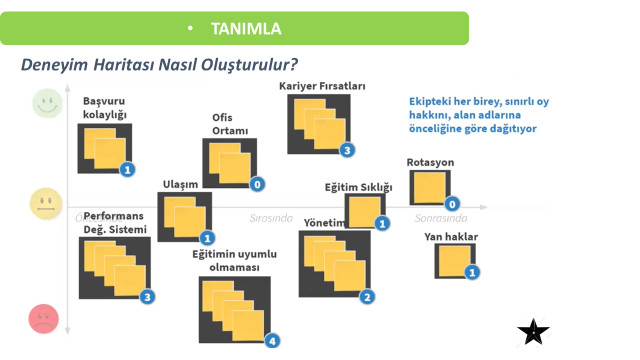 • TANIMLA
Deneyim Haritası Nasıl Oluşturulur?
Kariyer Fırsatları
3
Başvuru
kolaylığı
1
Ofis
Ortamı
0
Ekipteki her birey, sınırlı oy
hakkını, alan adlarına
önceliğine göre dağıtıyor
Rotasyon
0
Ulaşım
1
Eğitim Sıklığı
1
Sırasında
Sonrasında
Performans
Değ. Sistemi
3
Yönetim
2
Yan haklar
1
Eğitimin uyumlu
olmaması
4